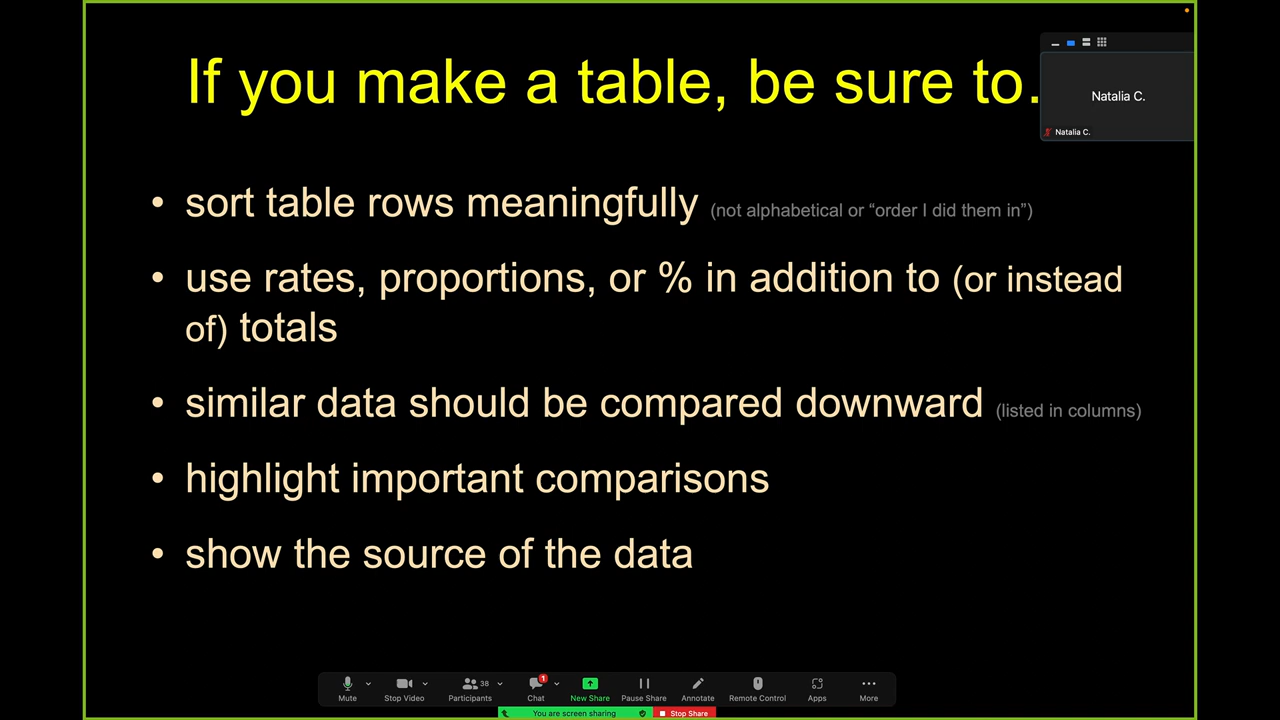 If you make a table, be sure to.
Natalia C.
Natalia C.
• sort table rows meaningfully (not alphabetical or “order I did them in”)
• use rates, proportions, or % in addition to (or instead
of) totals
• similar data should be compared downward (listed in columns)
• highlight important comparisons
• show the source of the data
Mute
Stop Video
38
Participants
1
Chat
New Share
Pause Share
Annotate
Remote Control
Apps
More
You are screen sharing
Stop Share